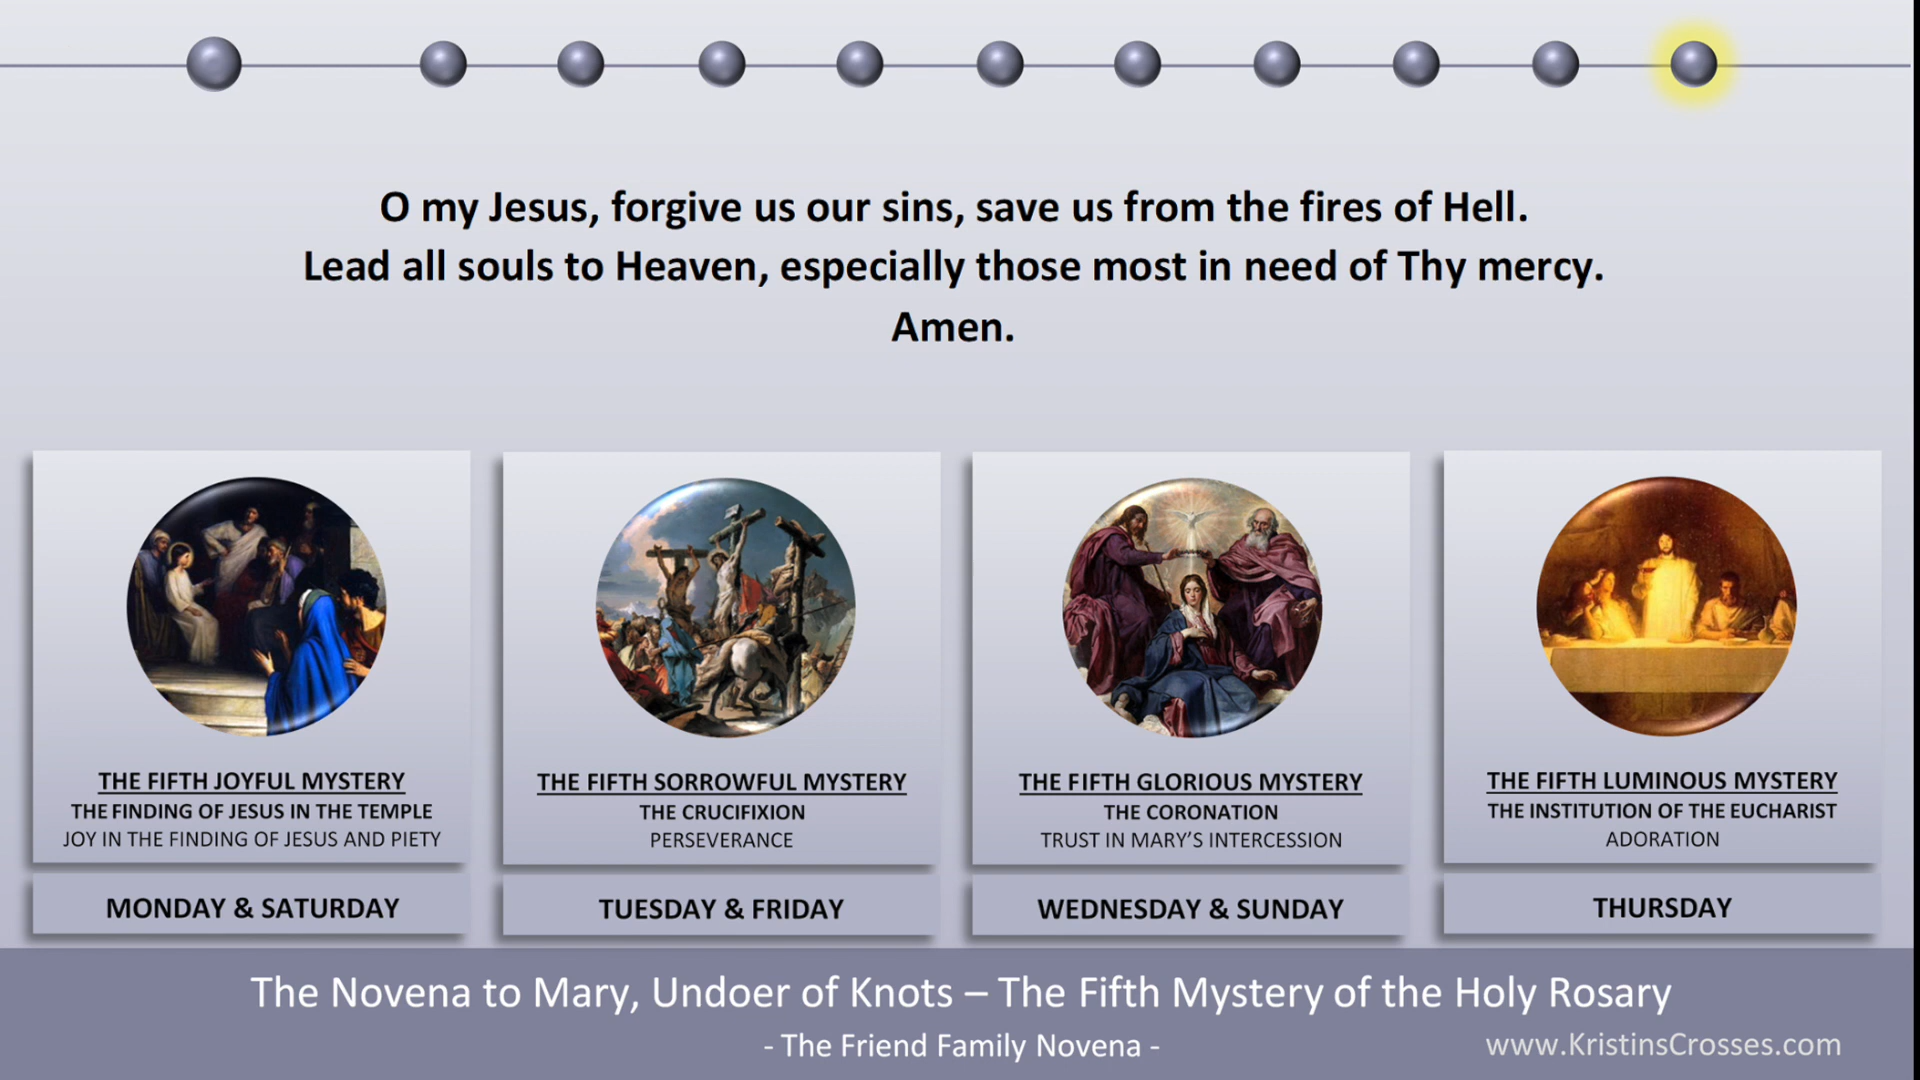 O my Jesus, forgive us our sins, save us from the fires of Hell.
Lead all souls to Heaven, especially those most in need of Thy mercy.
Amen.
THE FIFTH JOYFUL MYSTERY
THE FINDING OF JESUS IN THE TEMPLE
JOY IN THE FINDING OF JESUS AND PIETY
MONDAY & SATURDAY
THE FIFTH SORROWFUL MYSTERY
THE CRUCIFIXION
PERSEVERANCE
TUESDAY & FRIDAY
THE FIFTH GLORIOUS MYSTERY
THE CORONATION
TRUST IN MARY’S INTERCESSION
WEDNESDAY & SUNDAY
THE FIFTH LUMINOUS MYSTERY
THE INSTITUTION OF THE EUCHARIST
ADORATION
THURSDAY
The Novena to Mary, Undoer of Knots – The Fifth Mystery of the Holy Rosary
- The Friend Family Novena -
www.KristinsCrosses.com